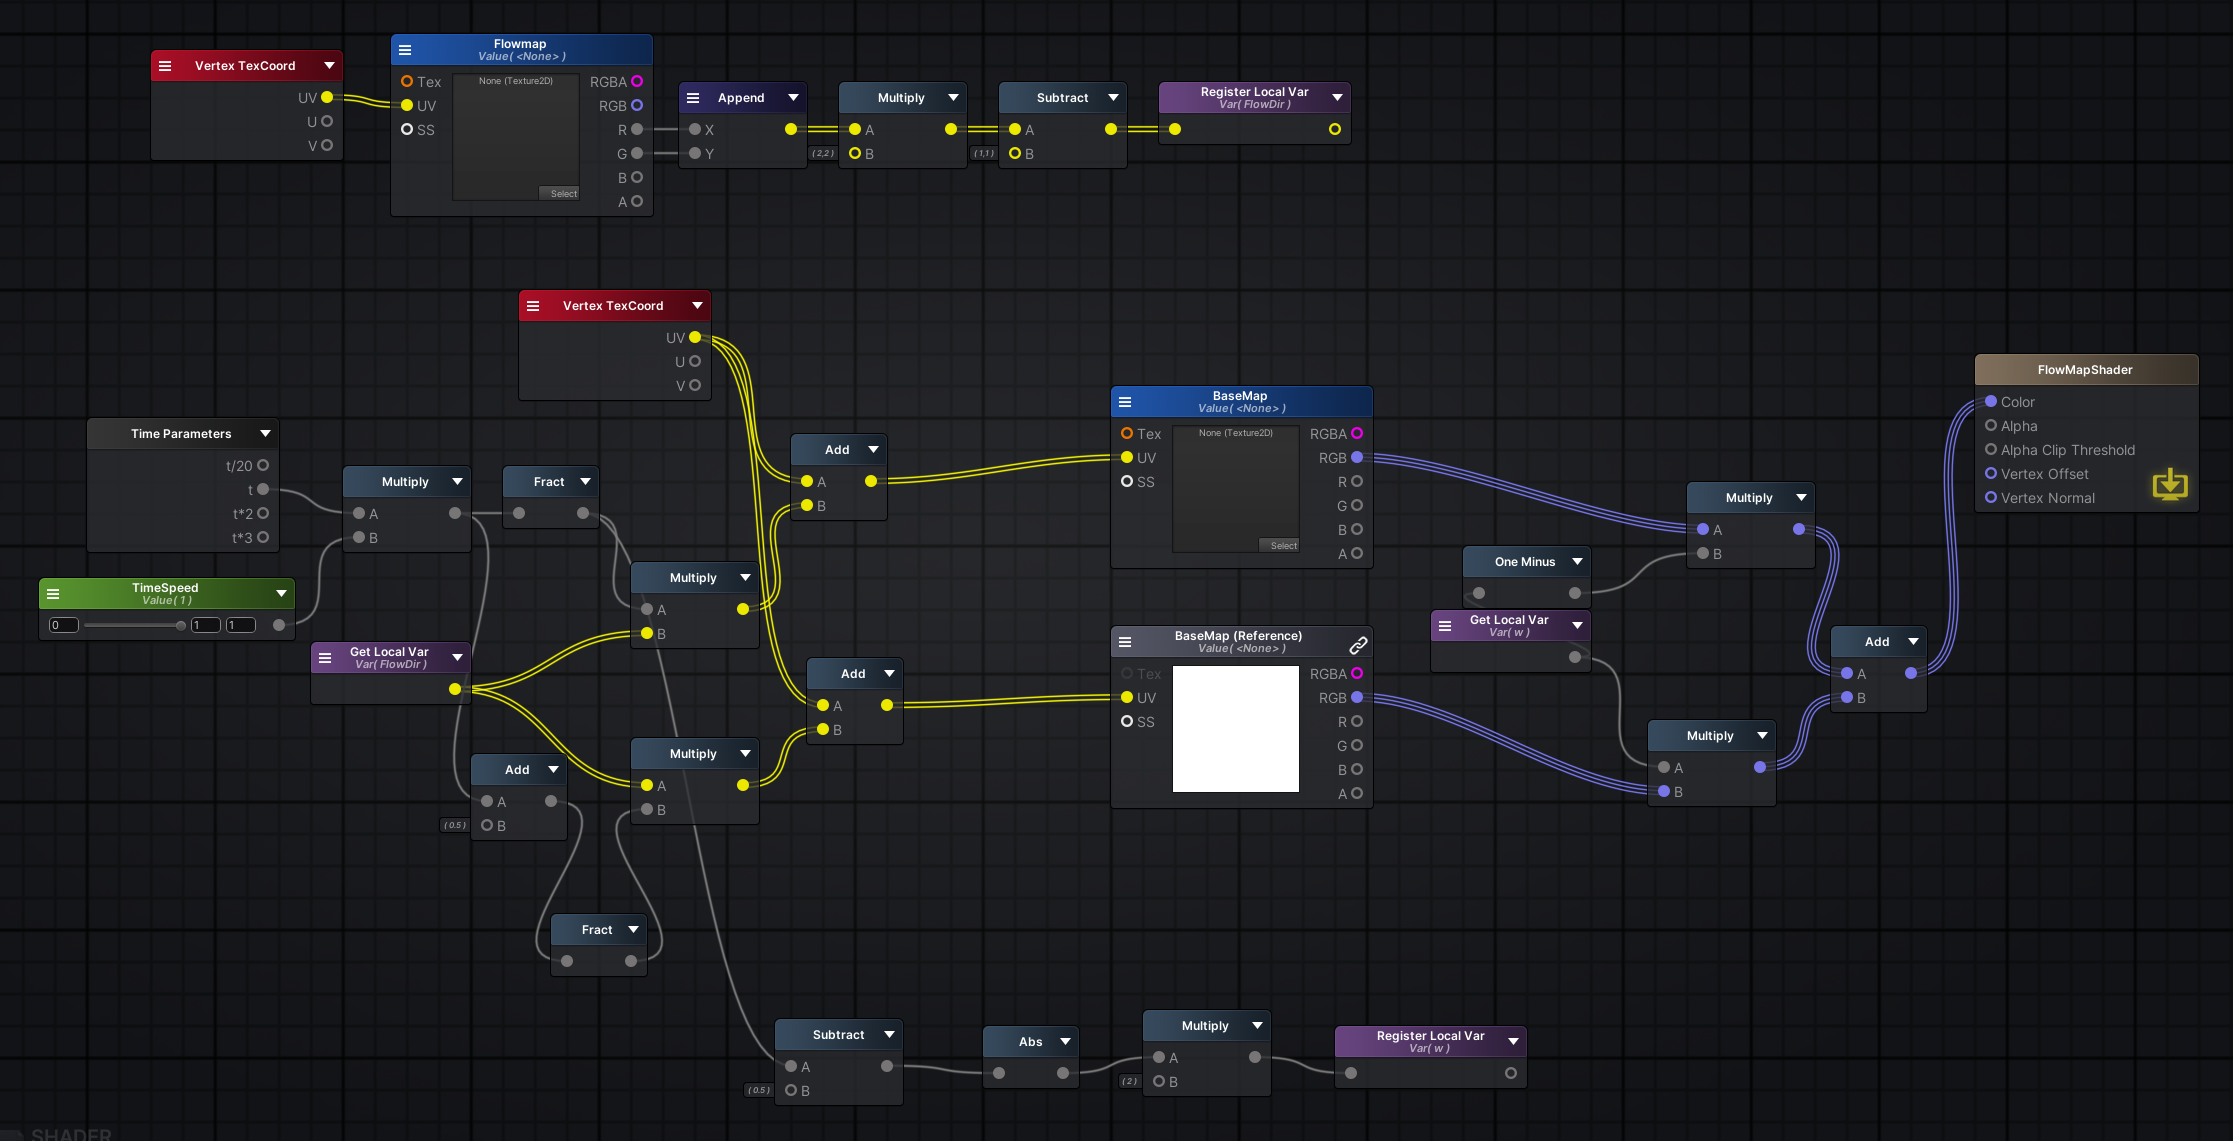 Vertex TexCoord
UV
U
V
Flowmap
Value( <None> )
Tex
UV
SS
None (Texture2D)
Select
RGBA
RGB
R
G
B
A
Append
X
Y
Multiply
A
( 2,2 )
B
Subtract
A
( 1,1 )
B
Register Local Var
Var( FlowDir )
Vertex TexCoord
UV
U
V
Time Parameters
t/20
t
t*2
t*3
TimeSpeed
Value( 1 )
0
1
1
Multiply
A
B
Fract
Get Local Var
Var( FlowDir )
Multiply
A
B
Add
A
B
Add
A
( 0.5 )
B
Multiply
A
B
Add
A
B
Fract
BaseMap
Value( <None> )
Tex
UV
SS
None (Texture2D)
Select
RGBA
RGB
R
G
B
A
BaseMap (Reference)
Value( <None> )
Tex
UV
SS
RGBA
RGB
R
G
B
A
One Minus
Get Local Var
Var( w )
Multiply
A
B
Multiply
A
B
Add
A
B
FlowMapShader
Color
Alpha
Alpha Clip Threshold
Vertex Offset
Vertex Normal
Subtract
A
( 0.5 )
B
Abs
Multiply
A
( 2 )
B
Register Local Var
Var( w )
SHADER